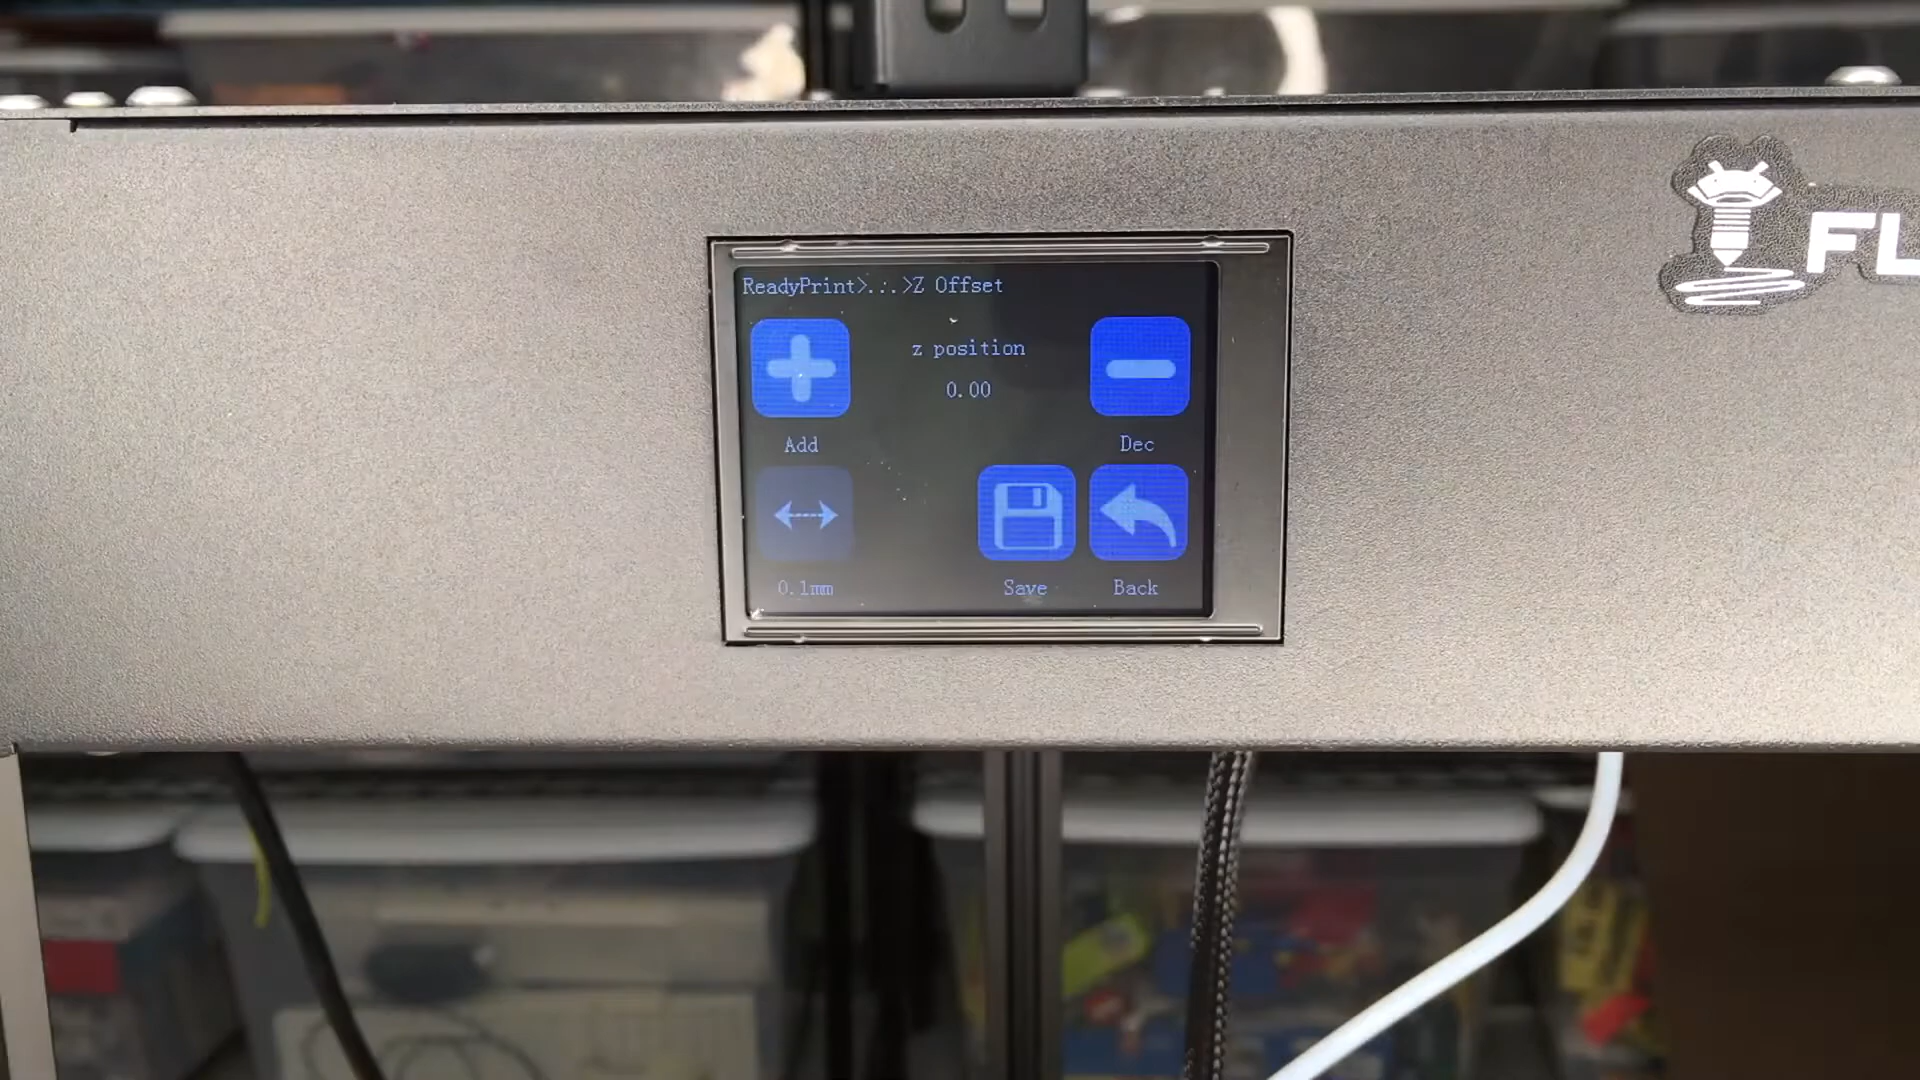 ReadyPrint>...>Z Offset
z position
0.00
Add
Dec
0.1mm
Save
Back
FL